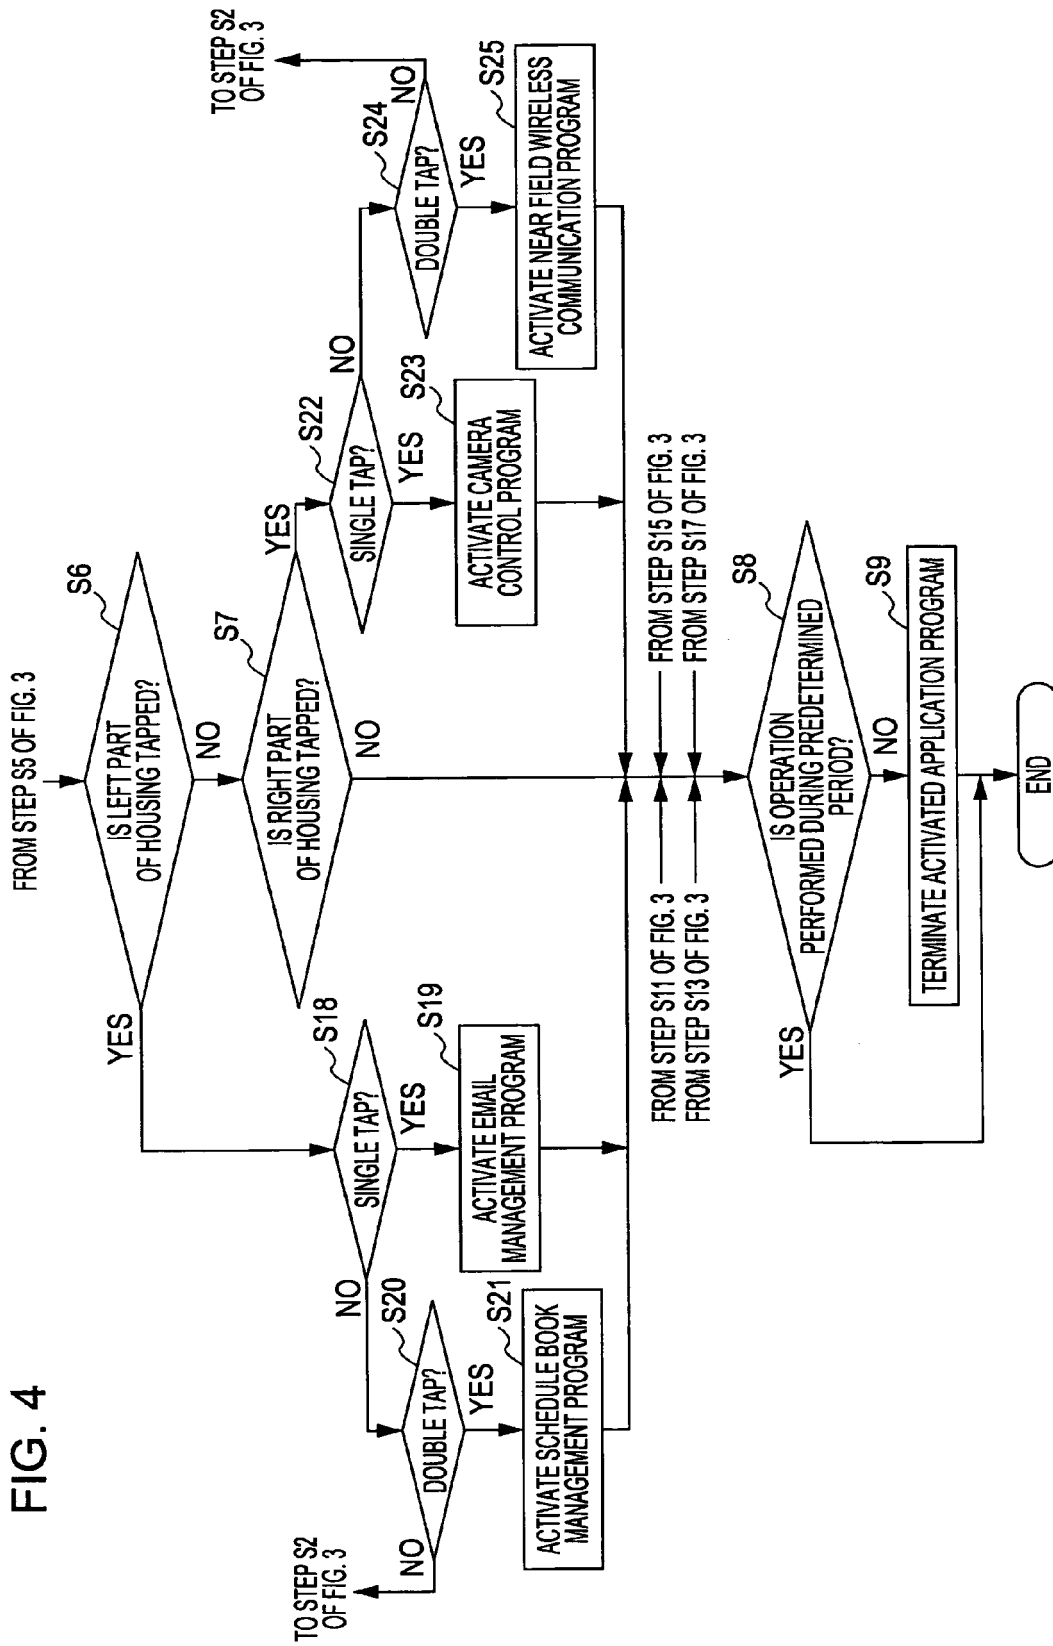 FIG. 4
FROM STEP S5 OF FIG. 3
S6
IS LEFT PART
OF HOUSING TAPPED?
YES
NO
S7
IS RIGHT PART
OF HOUSING TAPPED?
YES
NO
S18
SINGLE TAP?
NO
YES
S19
ACTIVATE EMAIL
MANAGEMENT PROGRAM
S20
DOUBLE TAP?
NO
TO STEP S2
OF FIG. 3
YES
S21
ACTIVATE SCHEDULE BOOK
MANAGEMENT PROGRAM
S22
SINGLE TAP?
NO
YES
S23
ACTIVATE CAMERA
CONTROL PROGRAM
S24
DOUBLE TAP?
NO
TO STEP S2
OF FIG. 3
YES
S25
ACTIVATE NEAR FIELD WIRELESS
COMMUNICATION PROGRAM
FROM STEP S11 OF FIG. 3
FROM STEP S13 OF FIG. 3
FROM STEP S15 OF FIG. 3
FROM STEP S17 OF FIG. 3
S8
IS OPERATION
PERFORMED DURING PREDETERMINED
PERIOD?
YES
NO
S9
TERMINATE ACTIVATED APPLICATION PROGRAM
END